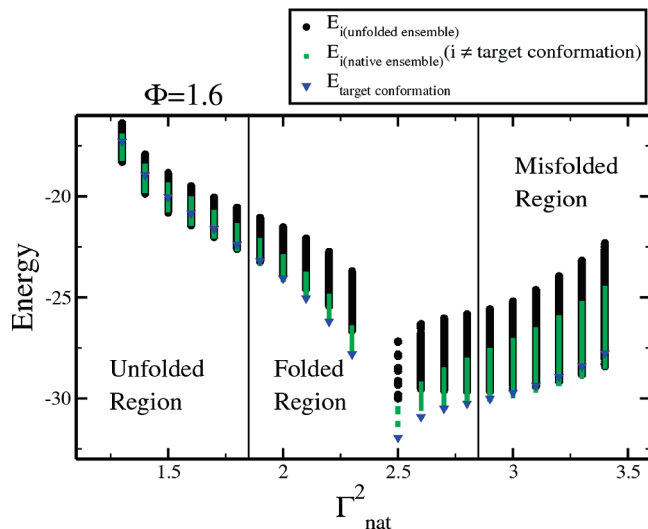 E_i(unfolded ensemble)
E_i(native ensemble) (i ≠ target conformation)
E_target conformation
Φ=1.6
Misfolded
Region
Unfolded
Region
Folded
Region
Energy
-20
-25
-30
1.5
2
2.5
3
3.5
Γ²_nat